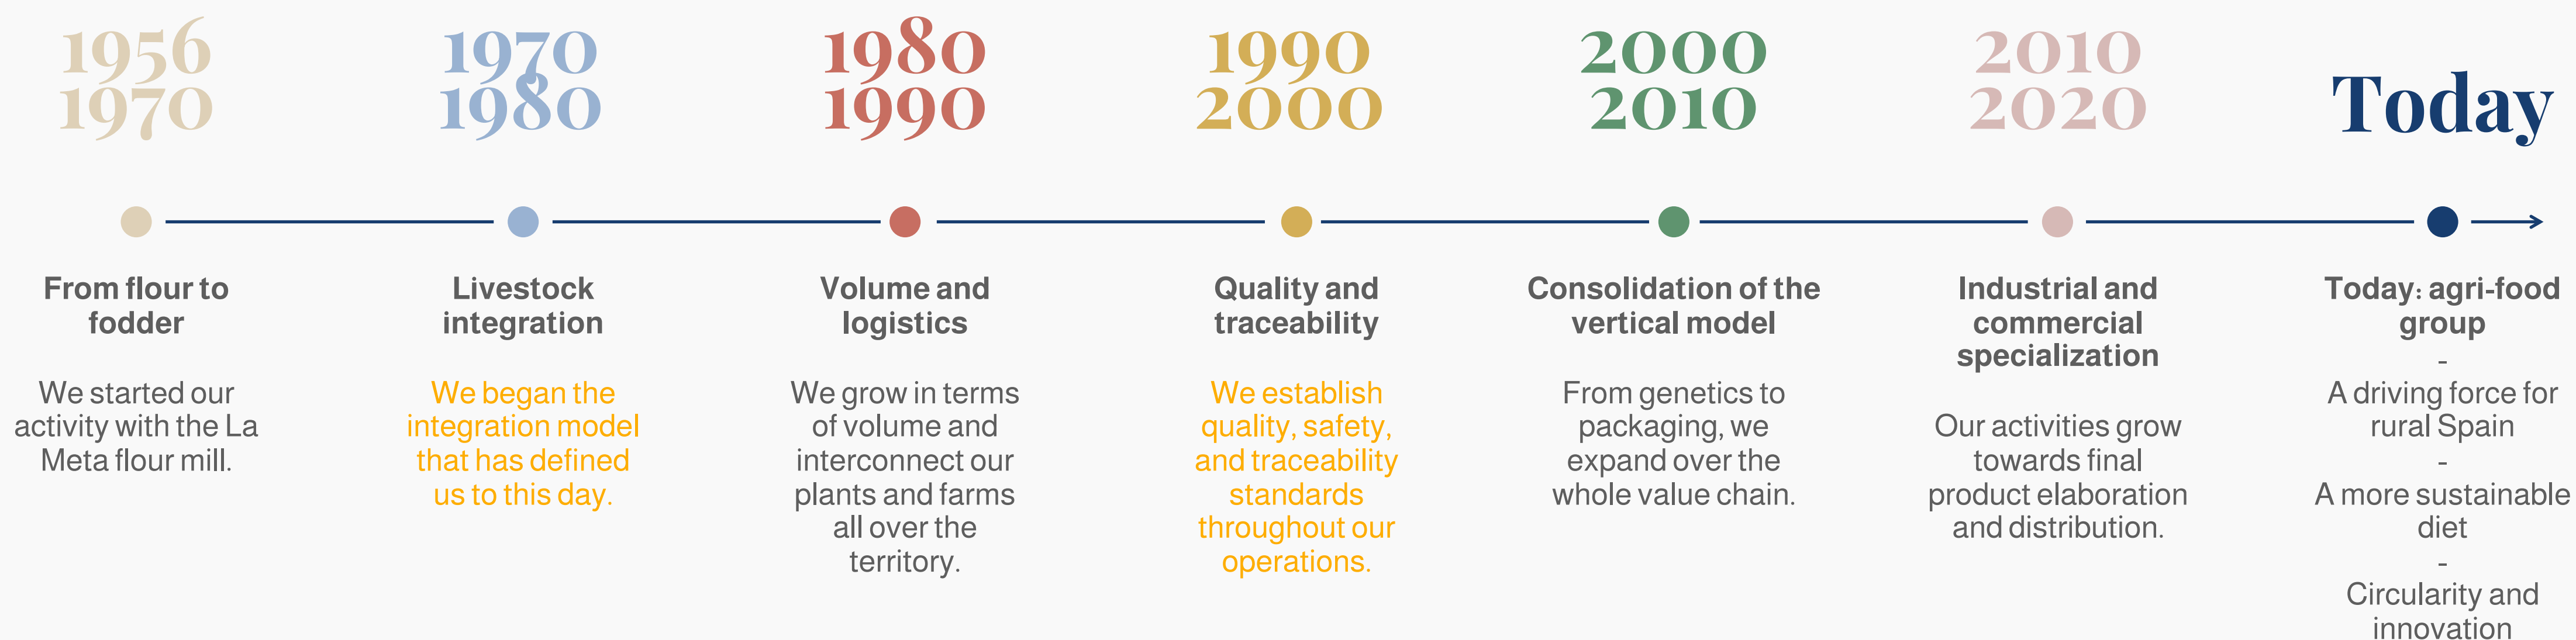 1956
1970
From flour to
fodder
We started our
activity with the La
Meta flour mill.
1970
1980
Livestock
integration
We began the
integration model
that has defined
us to this day.
1980
1990
Volume and
logistics
We grow in terms
of volume and
interconnect our
plants and farms
all over the
territory.
1990
2000
Quality and
traceability
We establish
quality, safety,
and traceability
standards
throughout our
operations.
2000
2010
Consolidation of the
vertical model
From genetics to
packaging, we
expand over the
whole value chain.
2010
2020
Industrial and
commercial
specialization
Our activities grow
towards final
product elaboration
and distribution.
Today
Today: agri-food
group
-
A driving force for
rural Spain
-
A more sustainable
diet
-
Circularity and
innovation